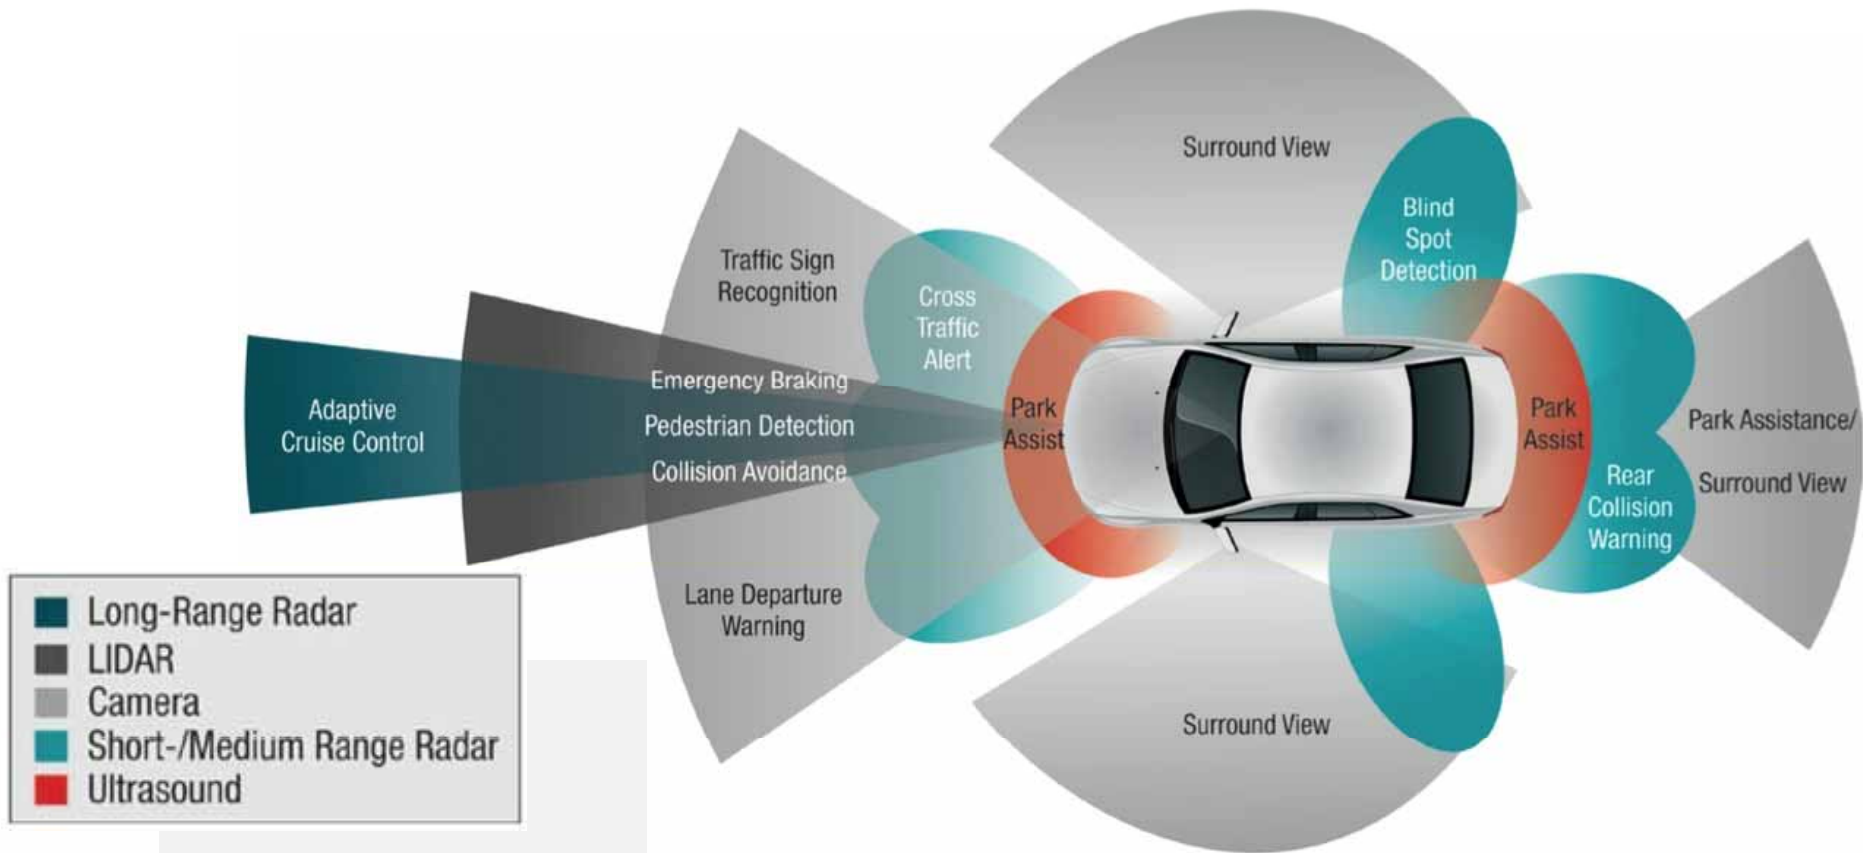 Surround View
Blind
Spot
Detection
Traffic Sign
Recognition
Cross
Traffic
Alert
Emergency Braking
Pedestrian Detection
Collision Avoidance
Adaptive
Cruise Control
Park
Assist
Park
Assist
Park Assistance/
Surround View
Rear
Collision
Warning
Lane Departure
Warning
Surround View
Long-Range Radar
LIDAR
Camera
Short-/Medium Range Radar
Ultrasound